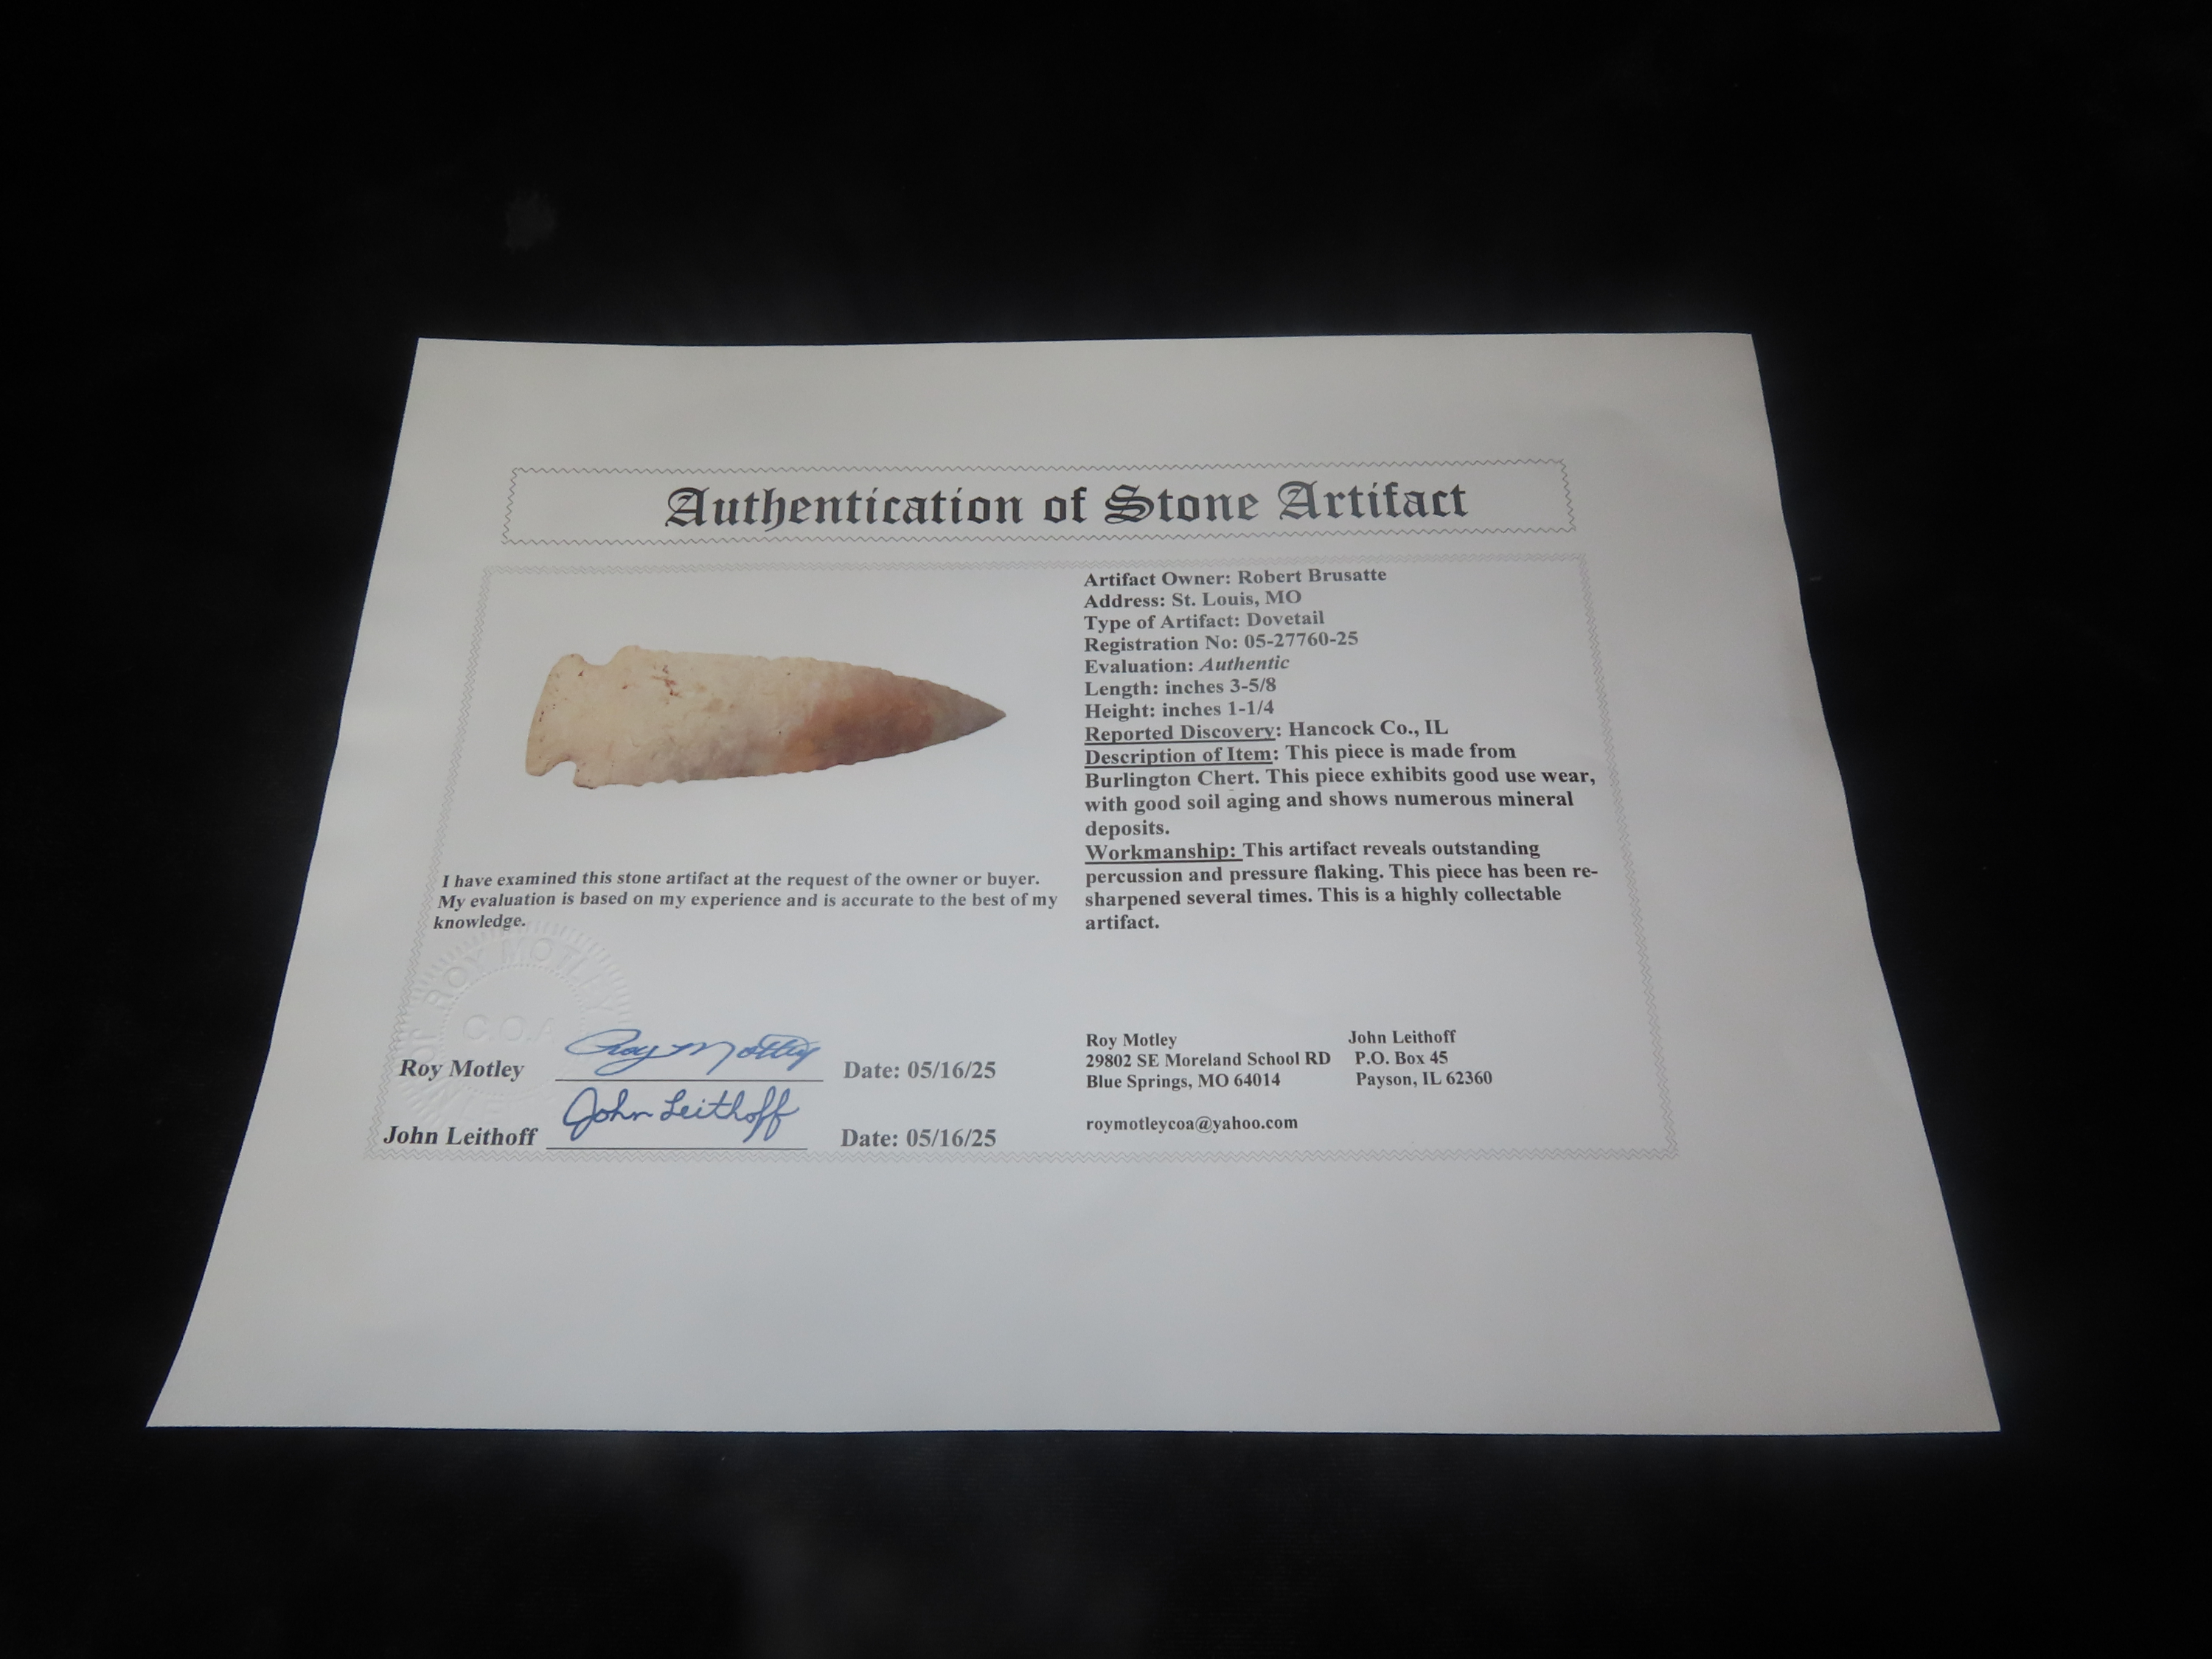 Authentication of Stone Artifact
Artifact Owner: Robert Brusatte
Address: St. Louis, MO
Type of Artifact: Dovetail
Registration No: 05-27760-25
Evaluation: Authentic
Length: inches 3-5/8
Height: inches 1-1/4
Reported Discovery: Hancock Co., IL
Description of Item: This piece is made from
Burlington Chert. This piece exhibits good use wear,
with good soil aging and shows numerous mineral
deposits.
Workmanship: This artifact reveals outstanding
percussion and pressure flaking. This piece has been re-
sharpened several times. This is a highly collectable
artifact.
I have examined this stone artifact at the request of the owner or buyer.
My evaluation is based on my experience and is accurate to the best of my
knowledge.
ROY MOTLEY
C.O.A
Roy Motley Roy Motley Date: 05/16/25
John Leithoff John Leithoff Date: 05/16/25
Roy Motley John Leithoff
29802 SE Moreland School RD P.O. Box 45
Blue Springs, MO 64014 Payson, IL 62360
roymotleycoa@yahoo.com